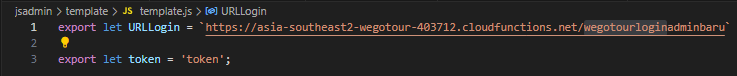 jsadmin > template > JS template.js > URLLogin
1 export let URLLogin = `https://asia-southeast2-wegotour-403712.cloudfunctions.net/wegotourloginadminbaru`
2
3 export let token = 'token';